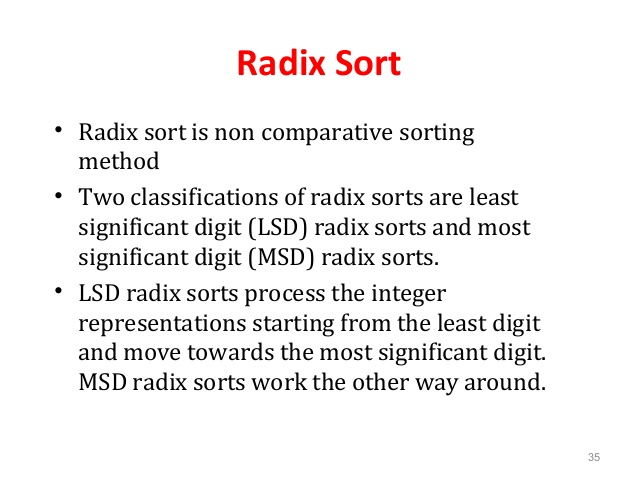 Radix Sort
• Radix sort is non comparative sorting
method
• Two classifications of radix sorts are least
significant digit (LSD) radix sorts and most
significant digit (MSD) radix sorts.
• LSD radix sorts process the integer
representations starting from the least digit
and move towards the most significant digit.
MSD radix sorts work the other way around.
35